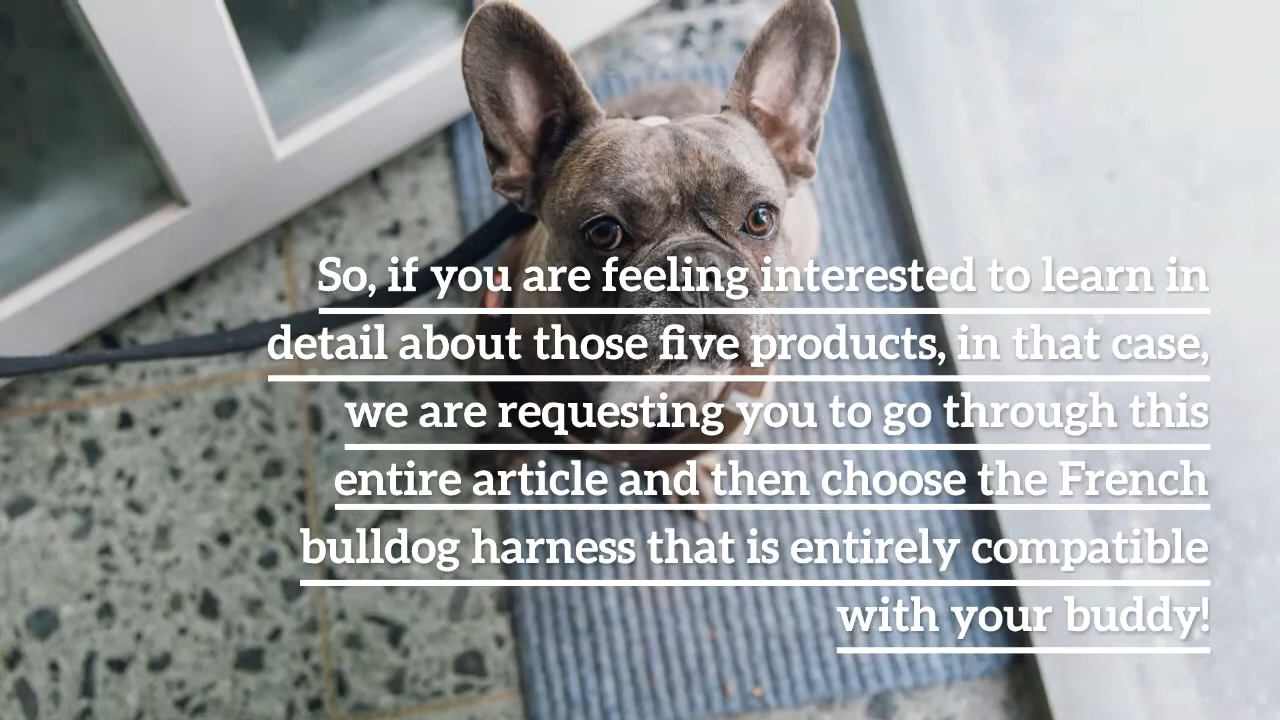 So, if you are feeling interested to learn in
detail about those five products, in that case,
we are requesting you to go through this
entire article and then choose the French
bulldog harness that is entirely compatible
with your buddy!